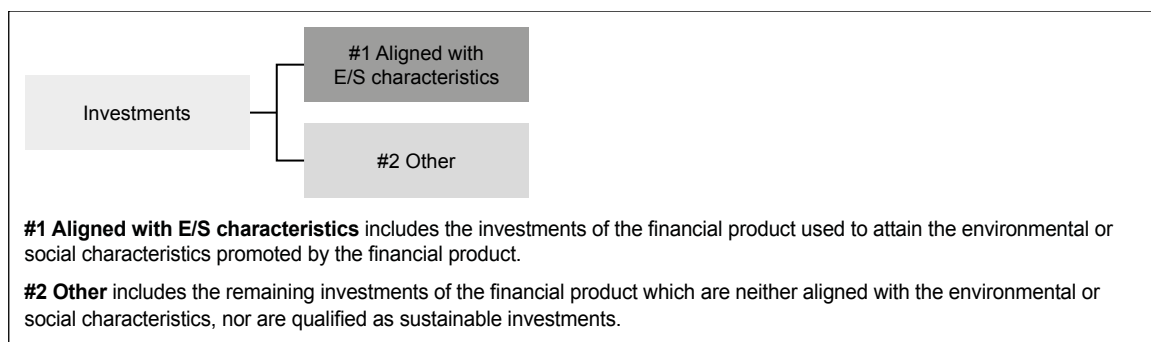 #1 Aligned with
E/S characteristics
Investments
#2 Other
#1 Aligned with E/S characteristics includes the investments of the financial product used to attain the environmental or
social characteristics promoted by the financial product.
#2 Other includes the remaining investments of the financial product which are neither aligned with the environmental or
social characteristics, nor are qualified as sustainable investments.